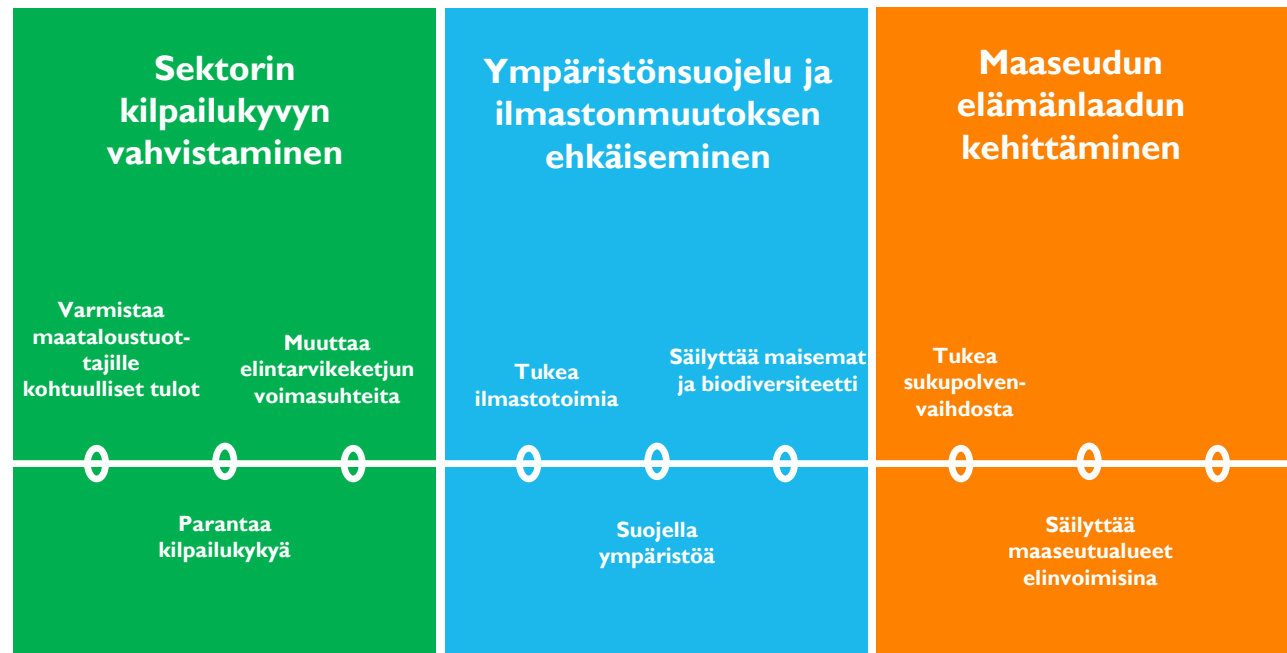 Sektorin
kilpailukyvyn
vahvistaminen
Varmistaa
maataloustuot-
tajille
kohtuulliset tulot
Muuttaa
elintarvikeketjun
voimasuhteita
Parantaa
kilpailukykyä
Ympäristönsuojelu ja
ilmastonmuutoksen
ehkäiseminen
Tukea
ilmastotoimia
Säilyttää maisemat
ja biodiversiteetti
Suojella
ympäristöä
Maaseudun
elämänlaadun
kehittäminen
Tukea
sukupolven-
vaihdosta
Säilyttää
maaseutualueet
elinvoimisina